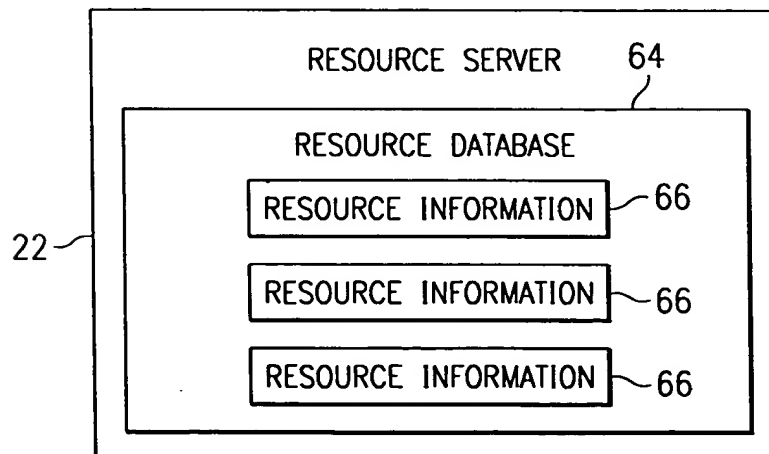 RESOURCE SERVER
64
RESOURCE DATABASE
RESOURCE INFORMATION
66
22
RESOURCE INFORMATION
66
RESOURCE INFORMATION
66